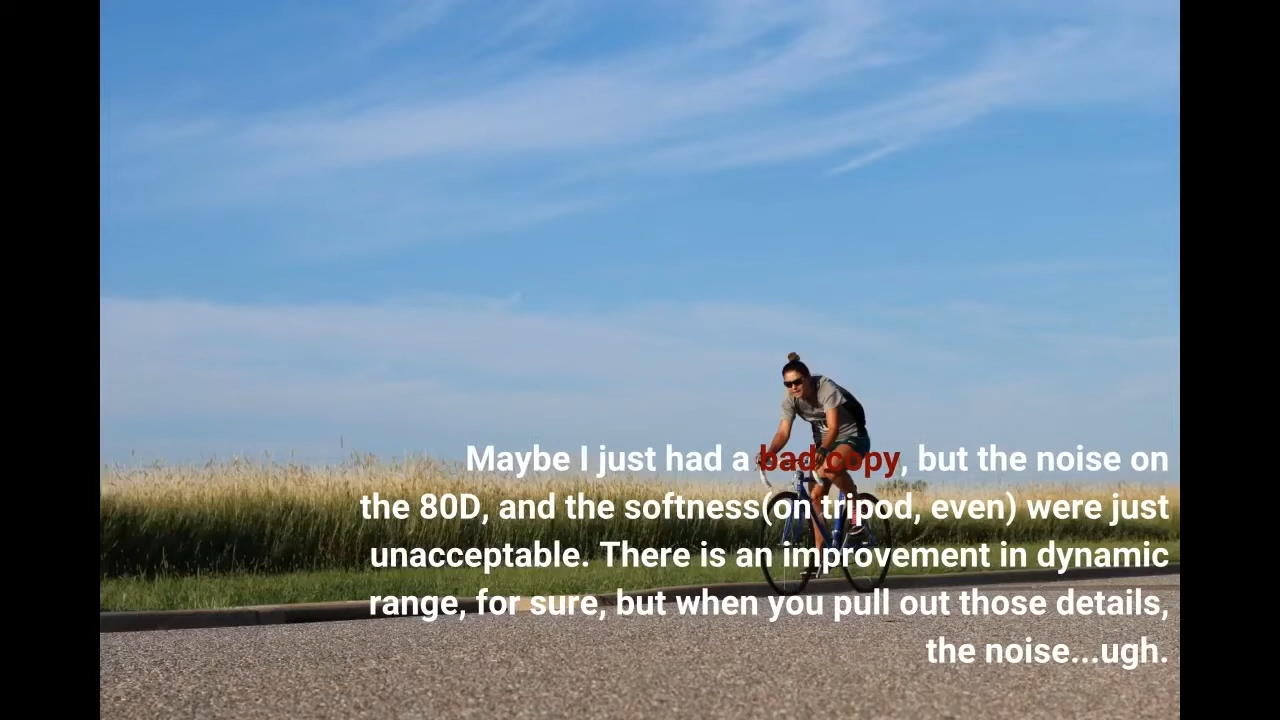 Maybe I just had a bad copy, but the noise on
the 80D, and the softness(on tripod, even) were just
unacceptable. There is an improvement in dynamic
range, for sure, but when you pull out those details,
the noise...ugh.